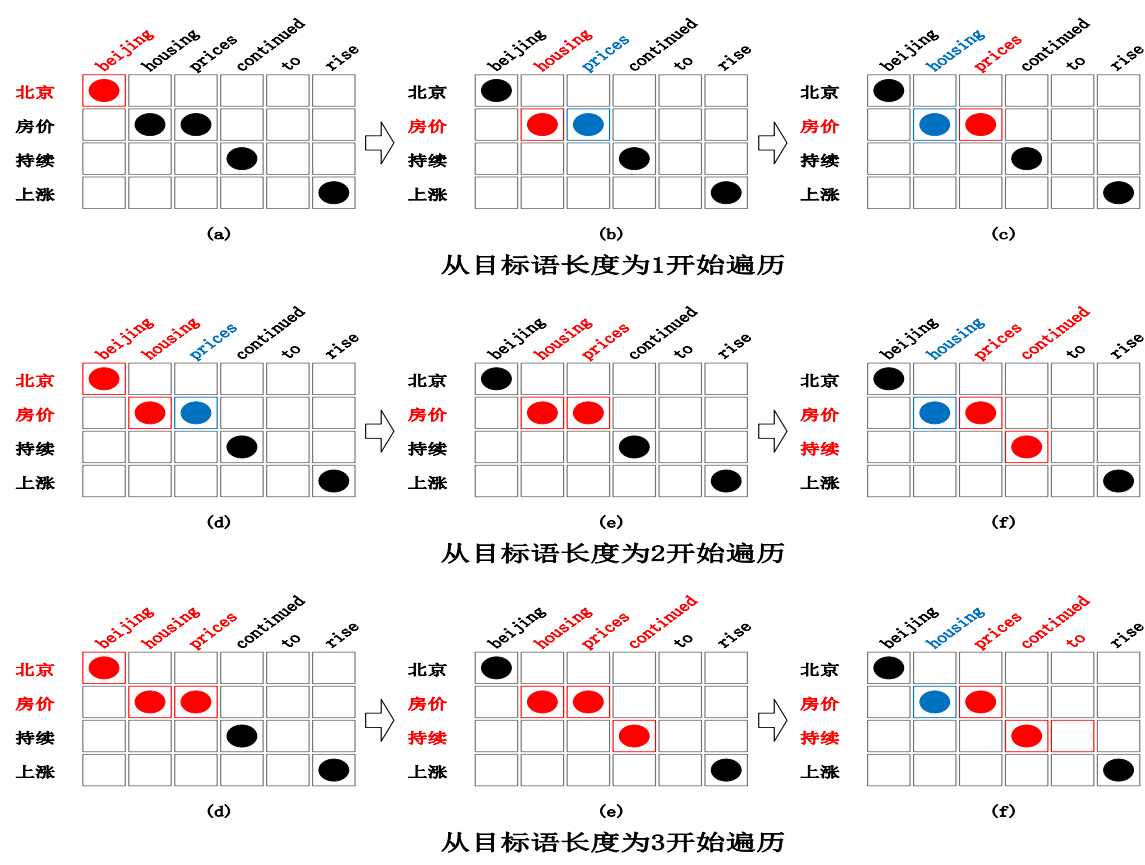 beijing housing prices continued to rise beijing housing prices continued to rise beijing housing prices continued to rise
北京 北京 北京
房价 房价 房价
持续 持续 持续
上涨 上涨 上涨
(a) (b) (c)
从目标语长度为1开始遍历
beijing housing prices continued to rise beijing housing prices continued to rise beijing housing prices continued to rise
北京 北京 北京
房价 房价 房价
持续 持续 持续
上涨 上涨 上涨
(d) (e) (f)
从目标语长度为2开始遍历
beijing housing prices continued to rise beijing housing prices continued to rise beijing housing prices continued to rise
北京 北京 北京
房价 房价 房价
持续 持续 持续
上涨 上涨 上涨
(d) (e) (f)
从目标语长度为3开始遍历